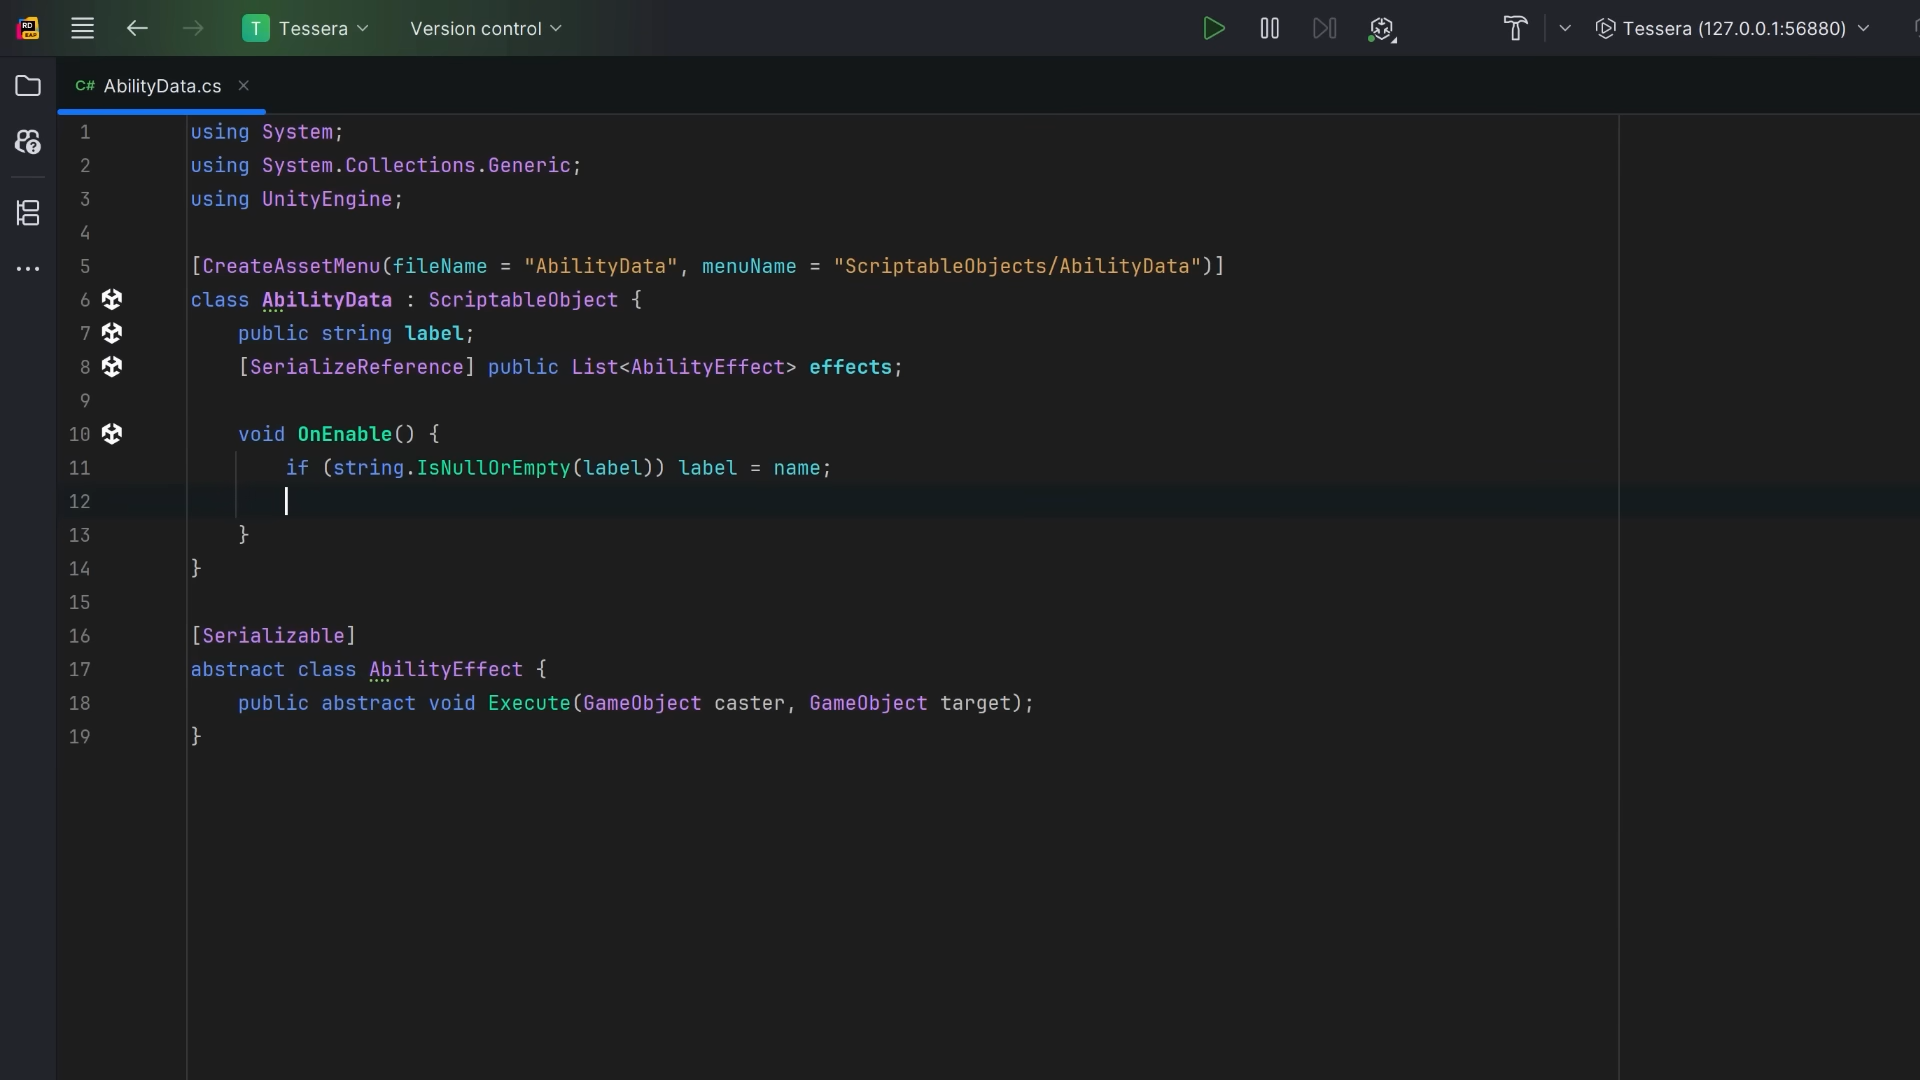 RD
EAP
T Tessera Version control Tessera (127.0.0.1:56880)
C# AbilityData.cs
1 using System;
2 using System.Collections.Generic;
3 using UnityEngine;
4
5 [CreateAssetMenu(fileName = "AbilityData", menuName = "ScriptableObjects/AbilityData")]
6 class AbilityData : ScriptableObject {
7 public string label;
8 [SerializeReference] public List<AbilityEffect> effects;
9
10 void OnEnable() {
11 if (string.IsNullOrEmpty(label)) label = name;
12
13 }
14 }
15
16 [Serializable]
17 abstract class AbilityEffect {
18 public abstract void Execute(GameObject caster, GameObject target);
19 }